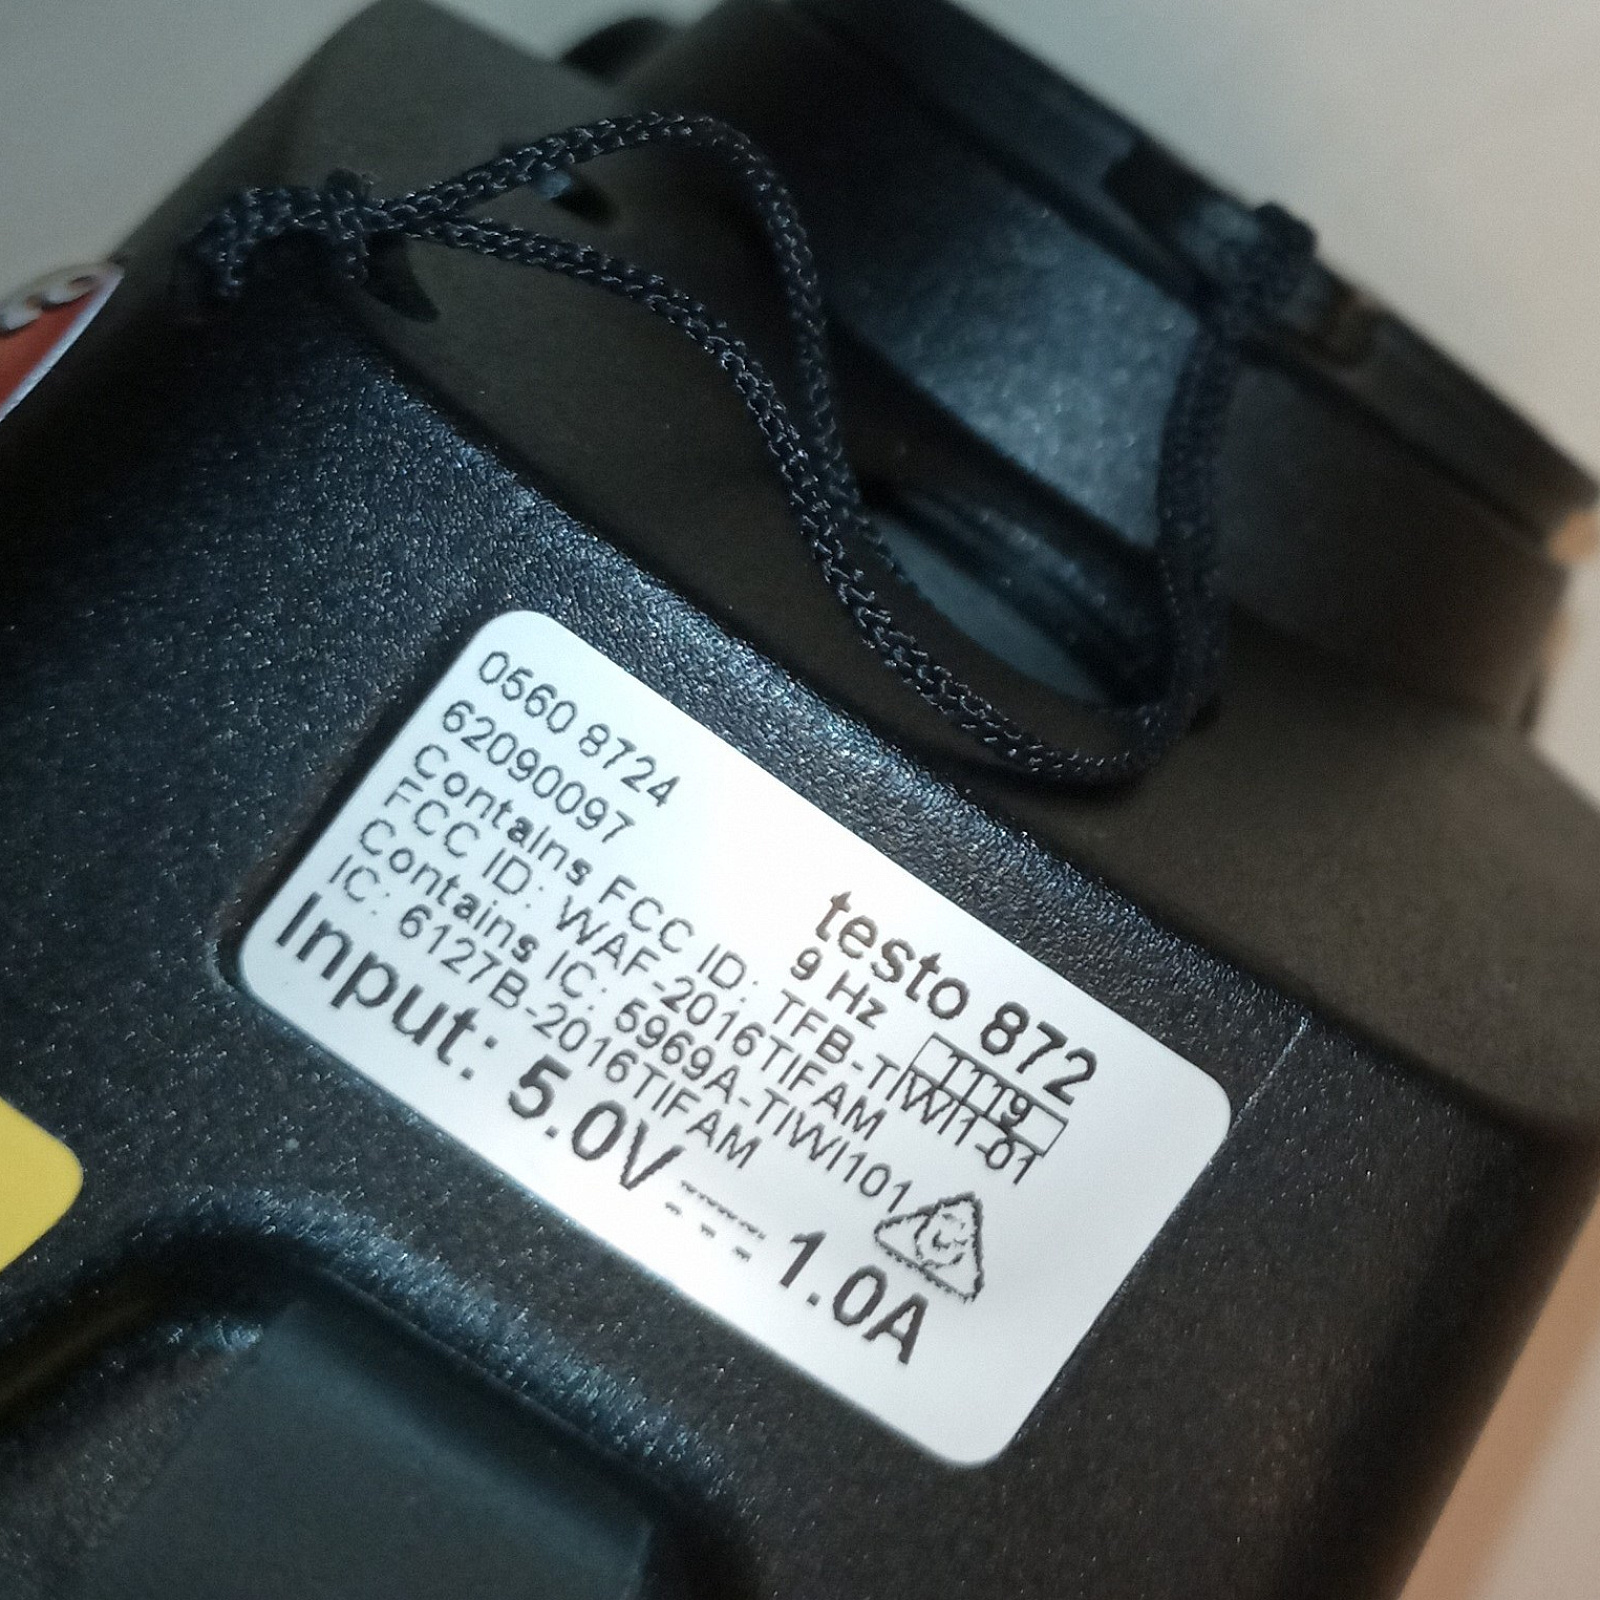 0560 8724
62090097
testo 872
9 Hz
Contains FCC ID: TFB-TIWI1-01
FCC ID: WAF-2016TIFAM
Contains IC: 5969A-TIWI101
IC: 6127B-2016TIFAM
Input: 5.0V 1.0A